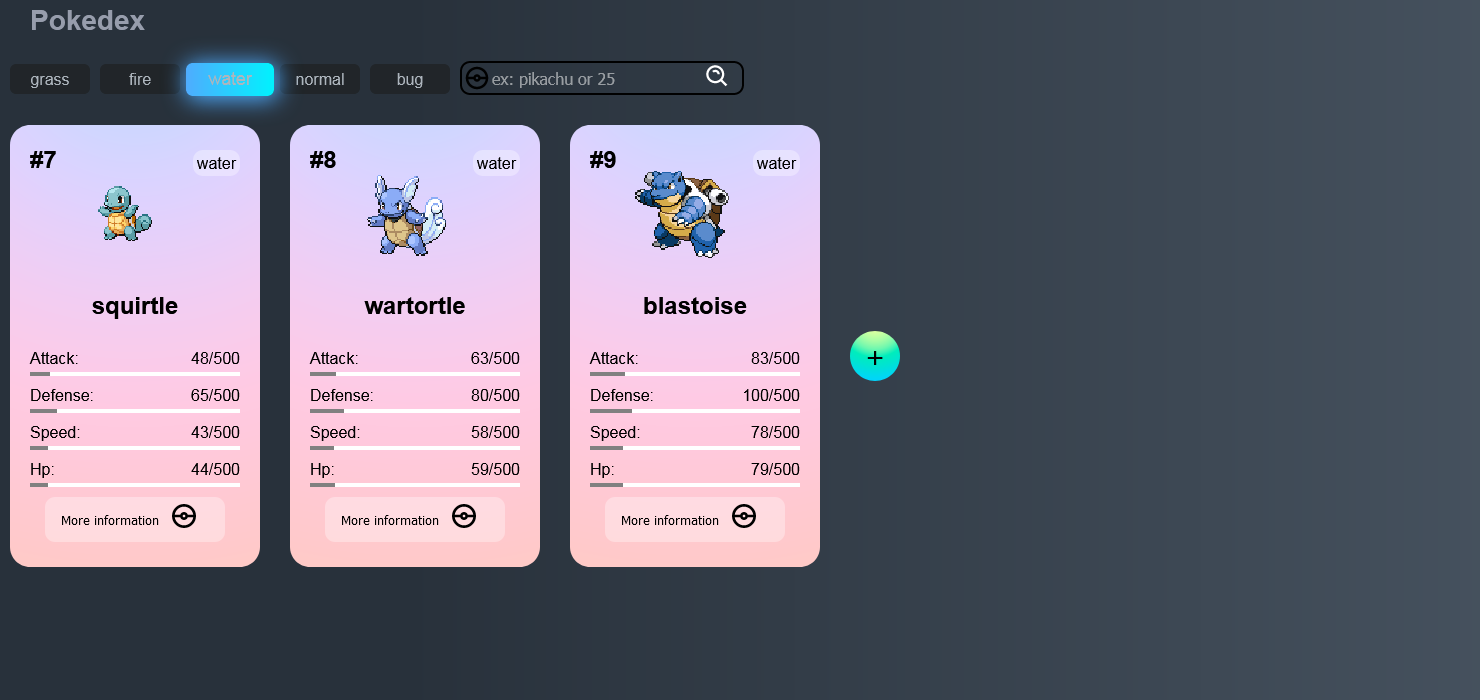 Pokedex
grass fire water normal bug ex: pikachu or 25
#7 water
squirtle
Attack: 48/500
Defense: 65/500
Speed: 43/500
Hp: 44/500
More information
#8 water
wartortle
Attack: 63/500
Defense: 80/500
Speed: 58/500
Hp: 59/500
More information
#9 water
blastoise
Attack: 83/500
Defense: 100/500
Speed: 78/500
Hp: 79/500
More information
+